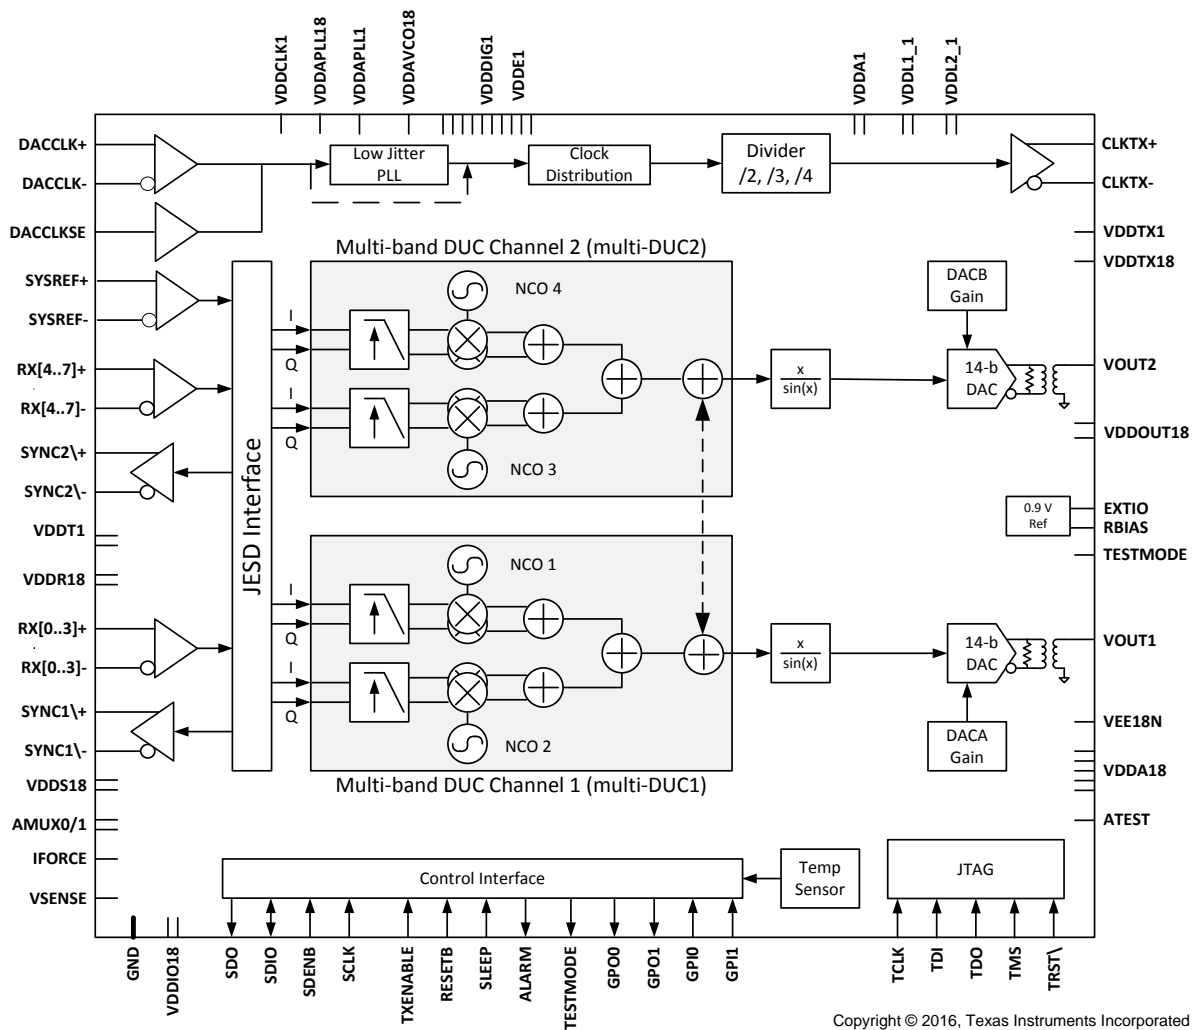 VDDCLK1
VDDAPLL18
VDDAPLL1
VDDAVCO18
VDDDIG1
VDDE1
VDDA1
VDDL1_1
VDDL2_1
DACCLK+
DACCLK-
DACCLKSE
SYSREF+
SYSREF-
RX[4..7]+
RX[4..7]-
SYNC2\+
SYNC2\-
VDDT1
VDDR18
RX[0..3]+
RX[0..3]-
SYNC1\+
SYNC1\-
VDDS18
AMUX0/1
IFORCE
VSENSE
Low Jitter
PLL
Clock
Distribution
Divider
/2, /3, /4
JESD Interface
Multi-band DUC Channel 2 (multi-DUC2)
NCO 4
I
Q
I
Q
NCO 3
x
sin(x)
DACB
Gain
14-b
DAC
NCO 1
I
Q
I
Q
NCO 2
Multi-band DUC Channel 1 (multi-DUC1)
x
sin(x)
14-b
DAC
DACA
Gain
0.9 V
Ref
CLKTX+
CLKTX-
VDDTX1
VDDTX18
VOUT2
VDDOUT18
EXTIO
RBIAS
TESTMODE
VOUT1
VEE18N
VDDA18
ATEST
Control Interface
Temp
Sensor
JTAG
GND
VDDIO18
SDO
SDIO
SDENB
SCLK
TXENABLE
RESETB
SLEEP
ALARM
TESTMODE
GPO0
GPO1
GPI0
GPI1
TCLK
TDI
TDO
TMS
TRST\
Copyright © 2016, Texas Instruments Incorporated